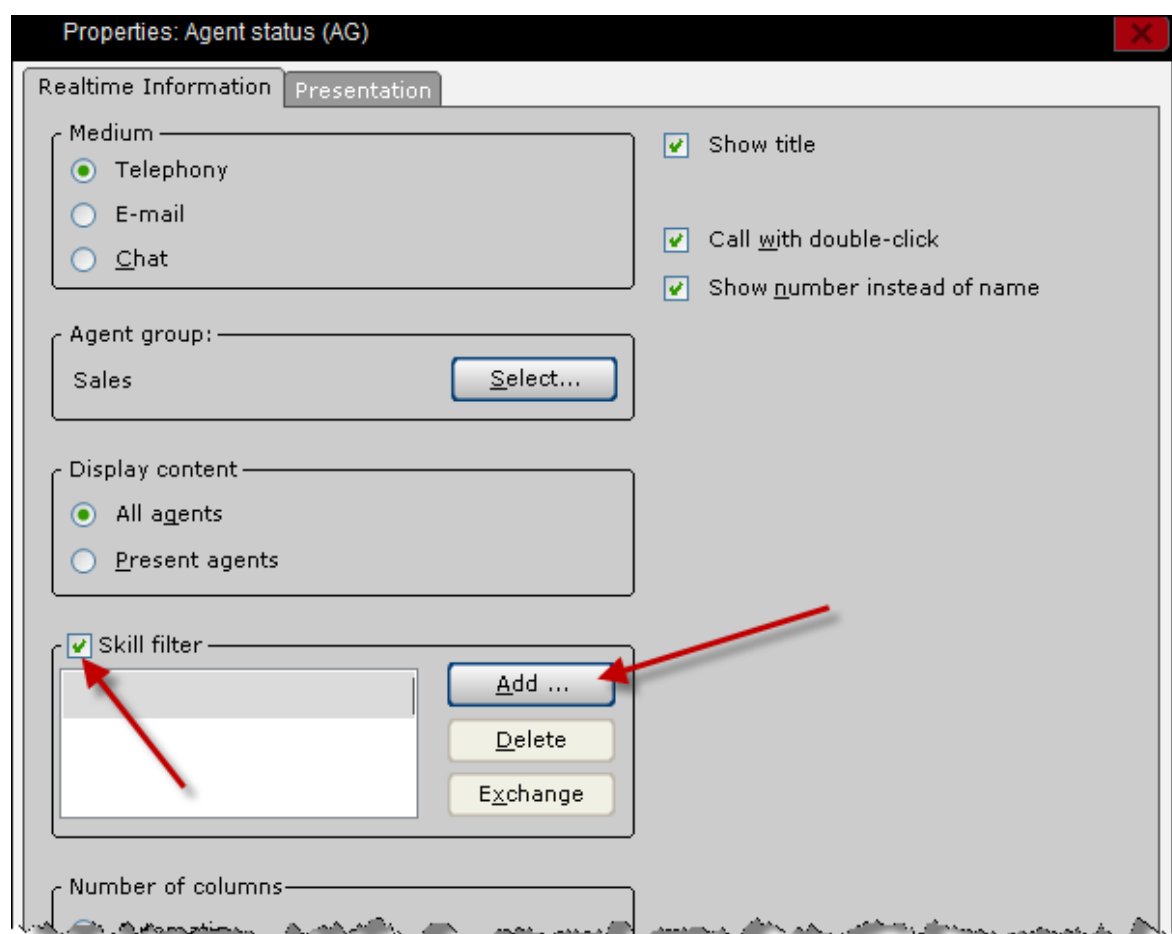 Properties: Agent status (AG)
Realtime Information
Presentation
Medium
Show title
Telephony
E-mail
Call with double-click
Chat
Show number instead of name
Agent group:
Sales
Select...
Display content
All agents
Present agents
Skill filter
Add ...
Delete
Exchange
Number of columns